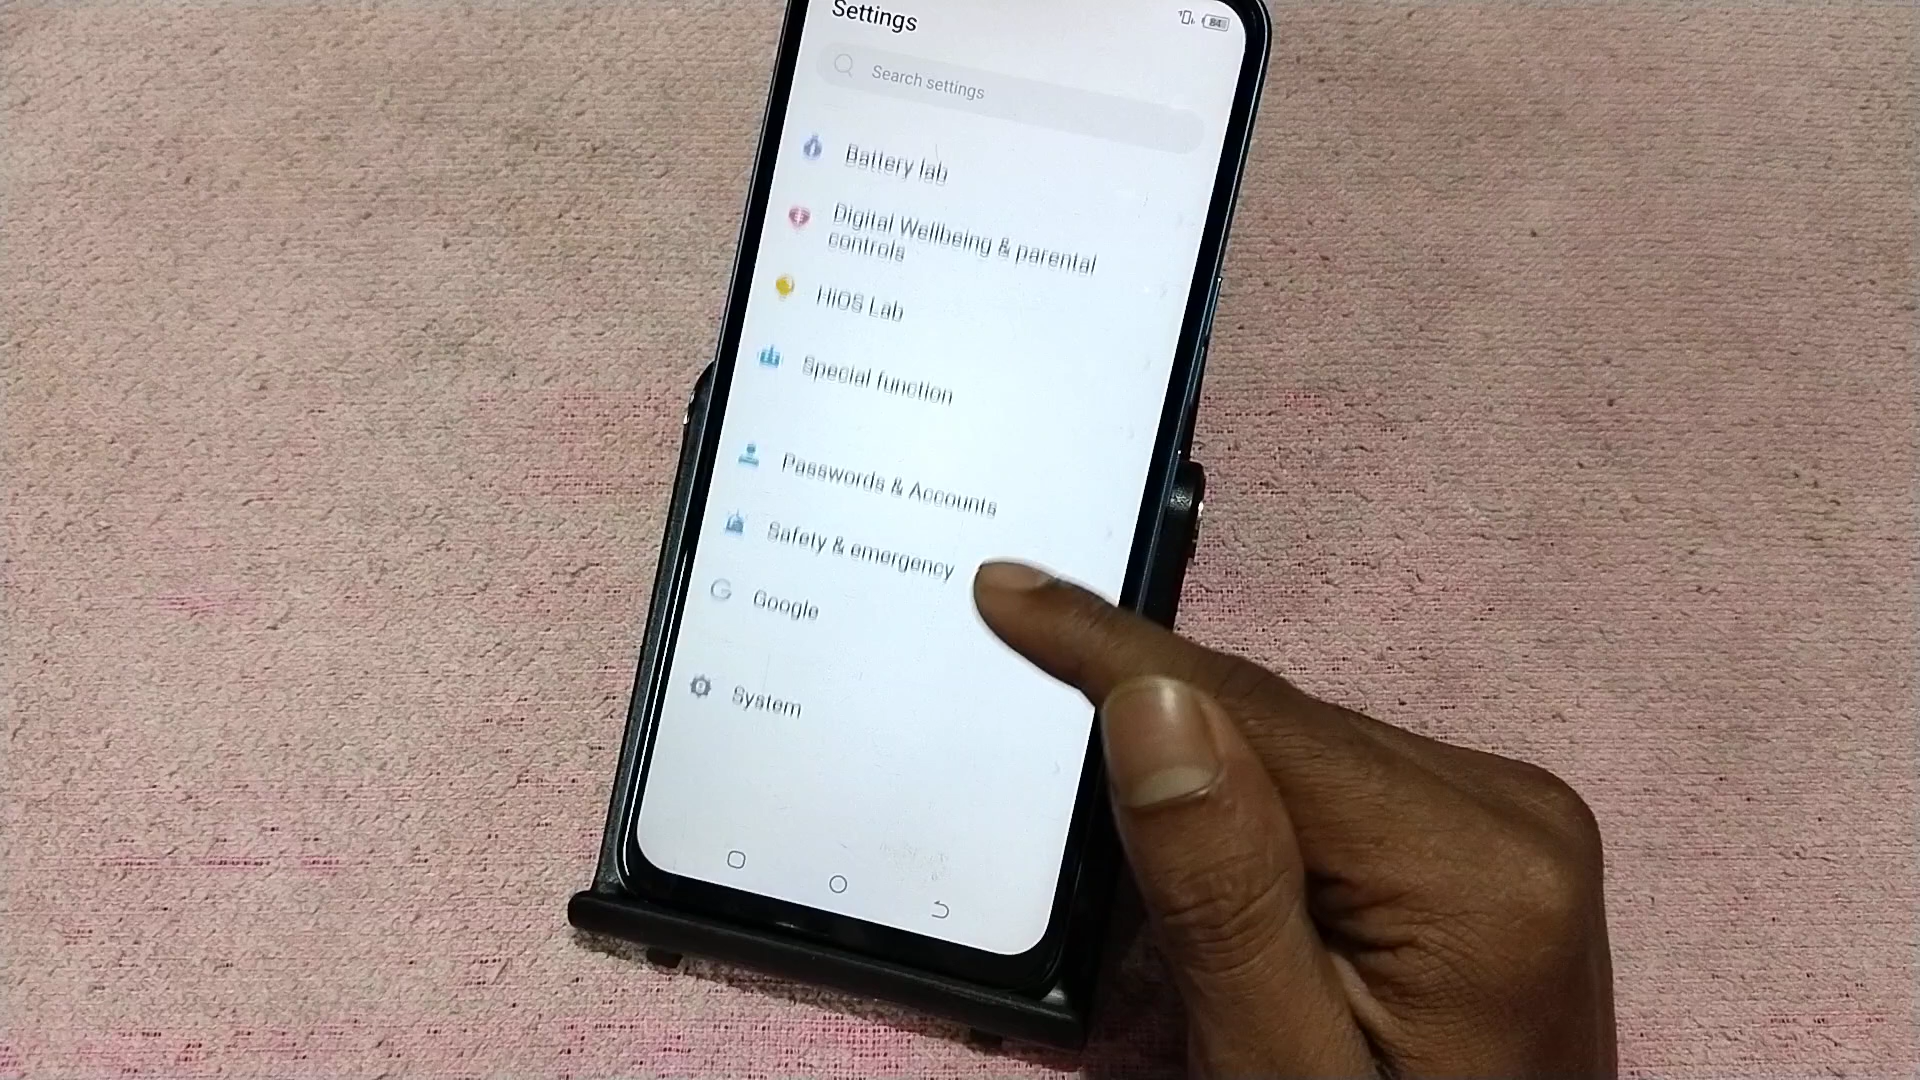 Settings
84
Search settings
Battery lab
Digital Wellbeing & parental
controls
HiOS Lab
Special function
Passwords & Accounts
Safety & emergency
Google
System